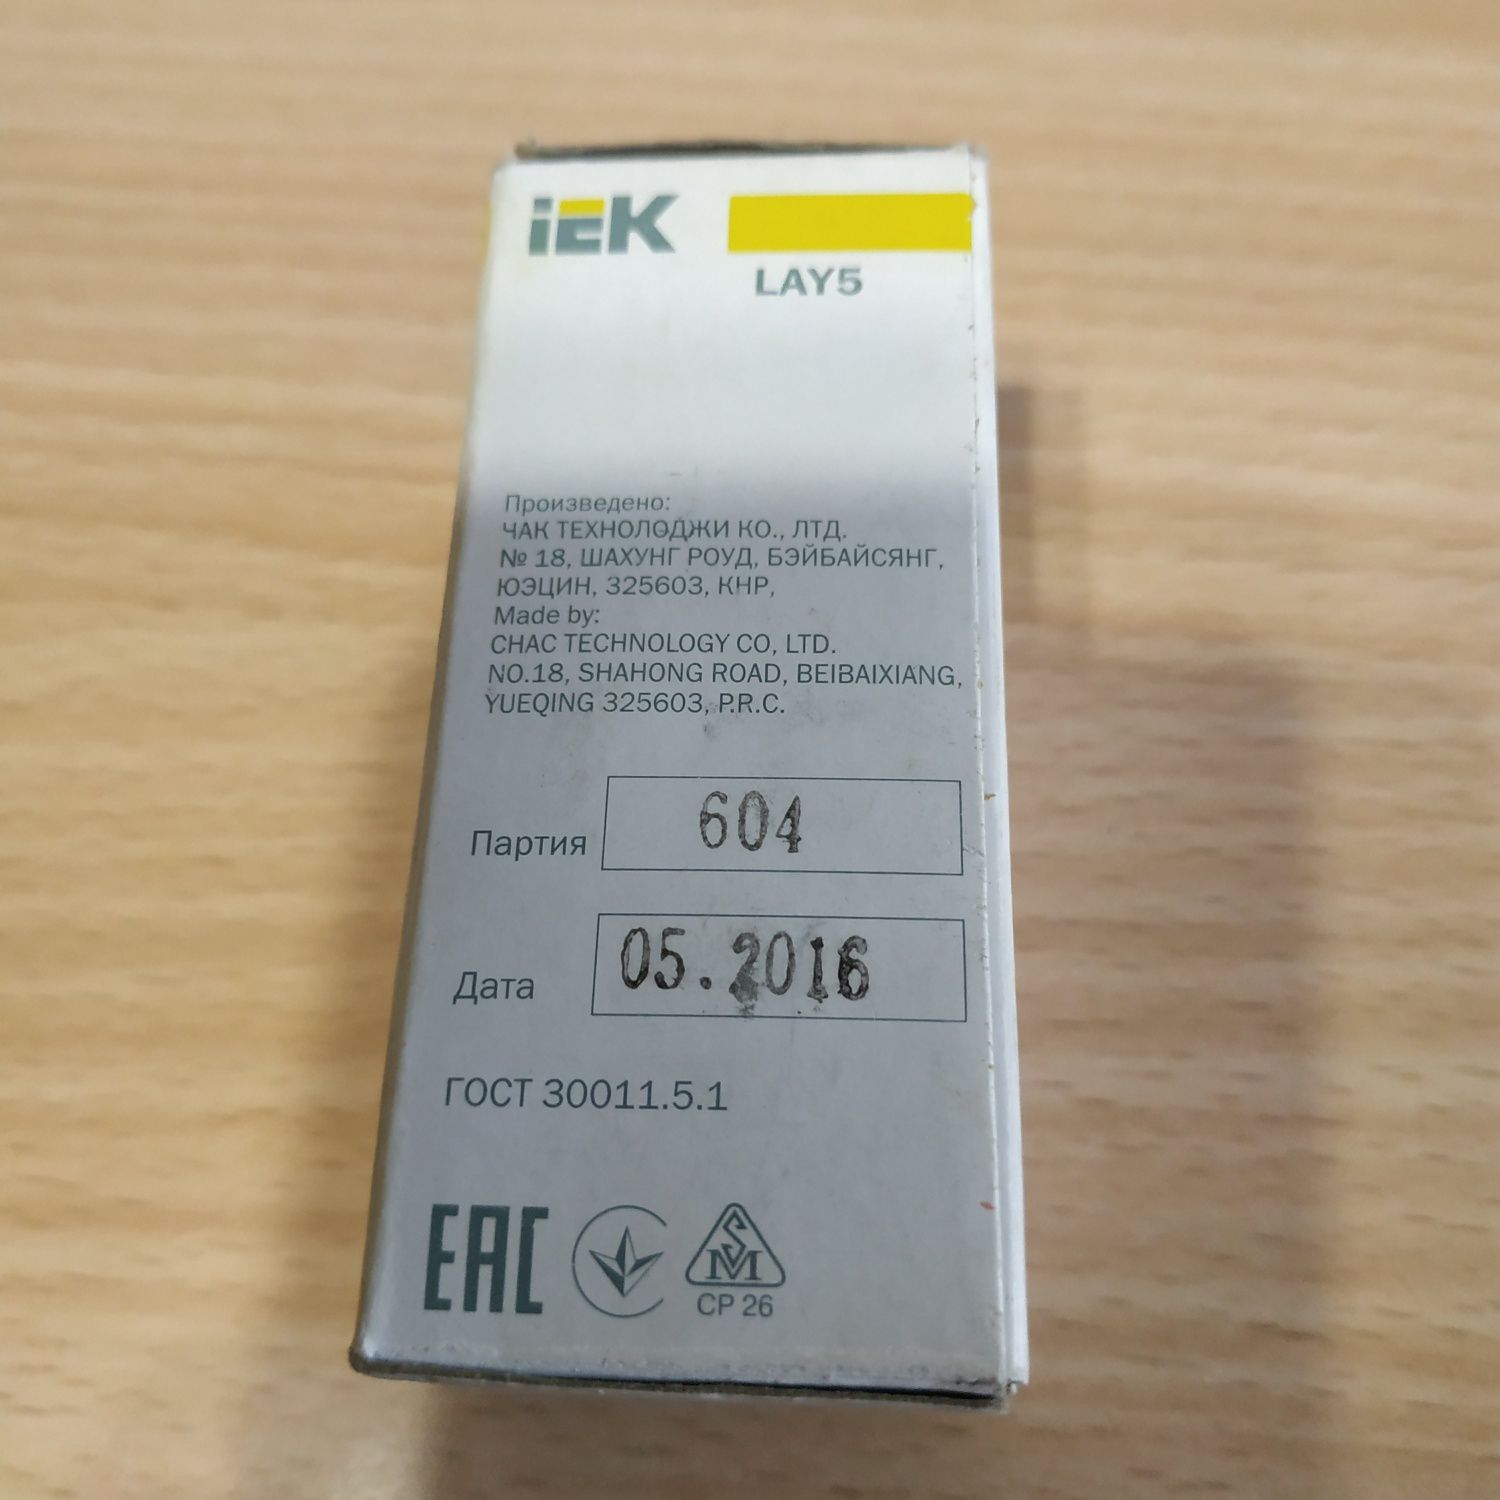 iEK
LAY5
Произведено:
ЧАК ТЕХНОЛОДЖИ КО., ЛТД.
№ 18, ШАХУНГ РОУД, БЭЙБАЙСЯНГ,
ЮЭЦИН, 325603, КНР,
Made by:
CHAC TECHNOLOGY CO, LTD.
NO.18, SHAHONG ROAD, BEIBAIXIANG,
YUEQING 325603, P.R.C.
Партия 604
Дата 05.2016
ГОСТ 30011.5.1
EAC SM
CP 26